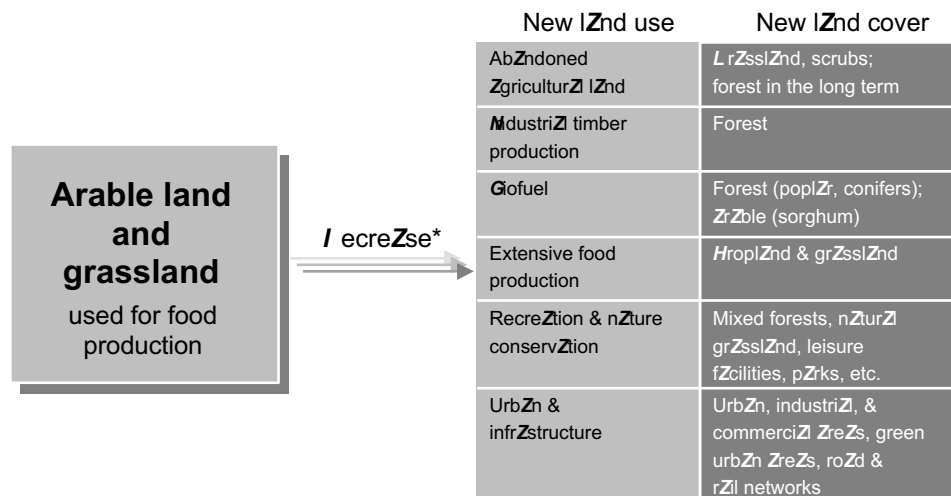 New lZnd use
New lZnd cover
Arable land
and
grassland
used for food
production
I ecreZse*
AbZndoned
ZgriculturZl lZnd
L rZsslZnd, scrubs;
forest in the long term
NdustriZl timber
production
Forest
Giofuel
Forest (poplZr, conifers);
ZrZble (sorghum)
Extensive food
production
HroplZnd & grZsslZnd
RecreZtion & nZture
conservZtion
Mixed forests, nZturZl
grZsslZnd, leisure
fZcilities, pZrks, etc.
UrbZn &
infrZstructure
UrbZn, industriZl, &
commerciZl ZreZs, green
urbZn ZreZs, roZd &
rZil networks